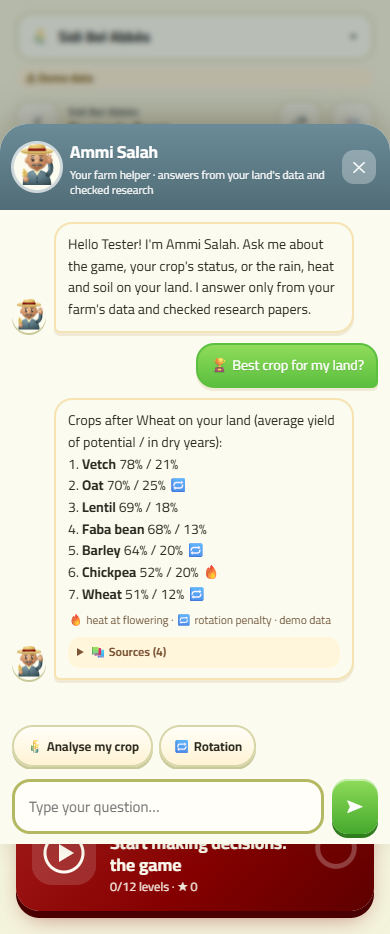 Sidi Bel Abbès
Demo data
Sidi Bel Abbès
Ammi Salah
Your farm helper · answers from your land's data and
checked research
Hello Tester! I'm Ammi Salah. Ask me about
the game, your crop's status, or the rain, heat
and soil on your land. I answer only from your
farm's data and checked research papers.
🏆 Best crop for my land?
Crops after Wheat on your land (average yield
of potential / in dry years):
1. Vetch 78% / 21%
2. Oat 70% / 25% 🔁
3. Lentil 69% / 18%
4. Faba bean 68% / 13%
5. Barley 64% / 20% 🔁
6. Chickpea 52% / 20% 🔥
7. Wheat 51% / 12% 🔁
🔥 heat at flowering · 🔁 rotation penalty · demo data
▸ 📚 Sources (4)
Analyse my crop
🔁 Rotation
Type your question...
Start making decisions:
the game
0/12 levels · ★ 0